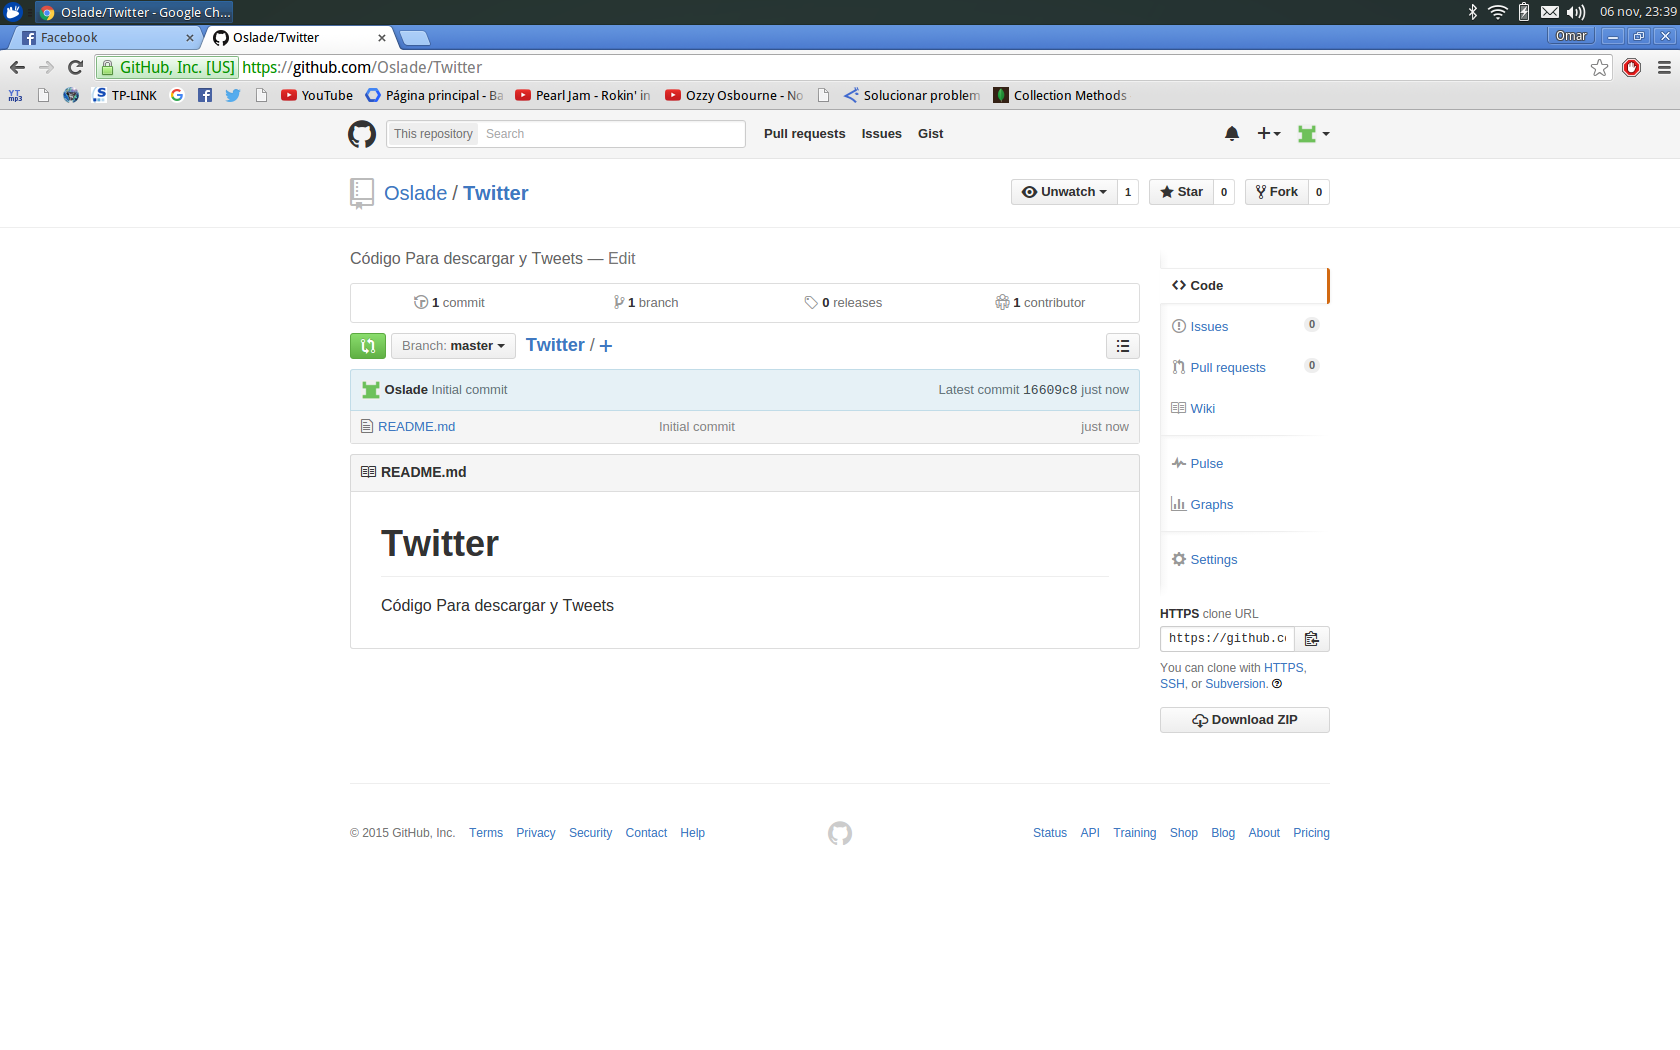 Oslade/Twitter - Google Ch...
06 nov, 23:39
Facebook
Oslade/Twitter
Omar
GitHub, Inc. [US] https://github.com/Oslade/Twitter
YT mp3
TP-LINK
YouTube
Página principal - Ba
Pearl Jam - Rokin' in
Ozzy Osbourne - No
Solucionar problem
Collection Methods
This repository Search
Pull requests Issues Gist
Oslade / Twitter
Unwatch 1
Star 0
Fork 0
Código Para descargar y Tweets — Edit
1 commit
1 branch
0 releases
1 contributor
Branch: master
Twitter / +
Oslade Initial commit
Latest commit 16609c8 just now
README.md Initial commit just now
README.md
Twitter
Código Para descargar y Tweets
Code
Issues 0
Pull requests 0
Wiki
Pulse
Graphs
Settings
HTTPS clone URL
https://github.co
You can clone with HTTPS,
SSH, or Subversion.
Download ZIP
© 2015 GitHub, Inc. Terms Privacy Security Contact Help
Status API Training Shop Blog About Pricing